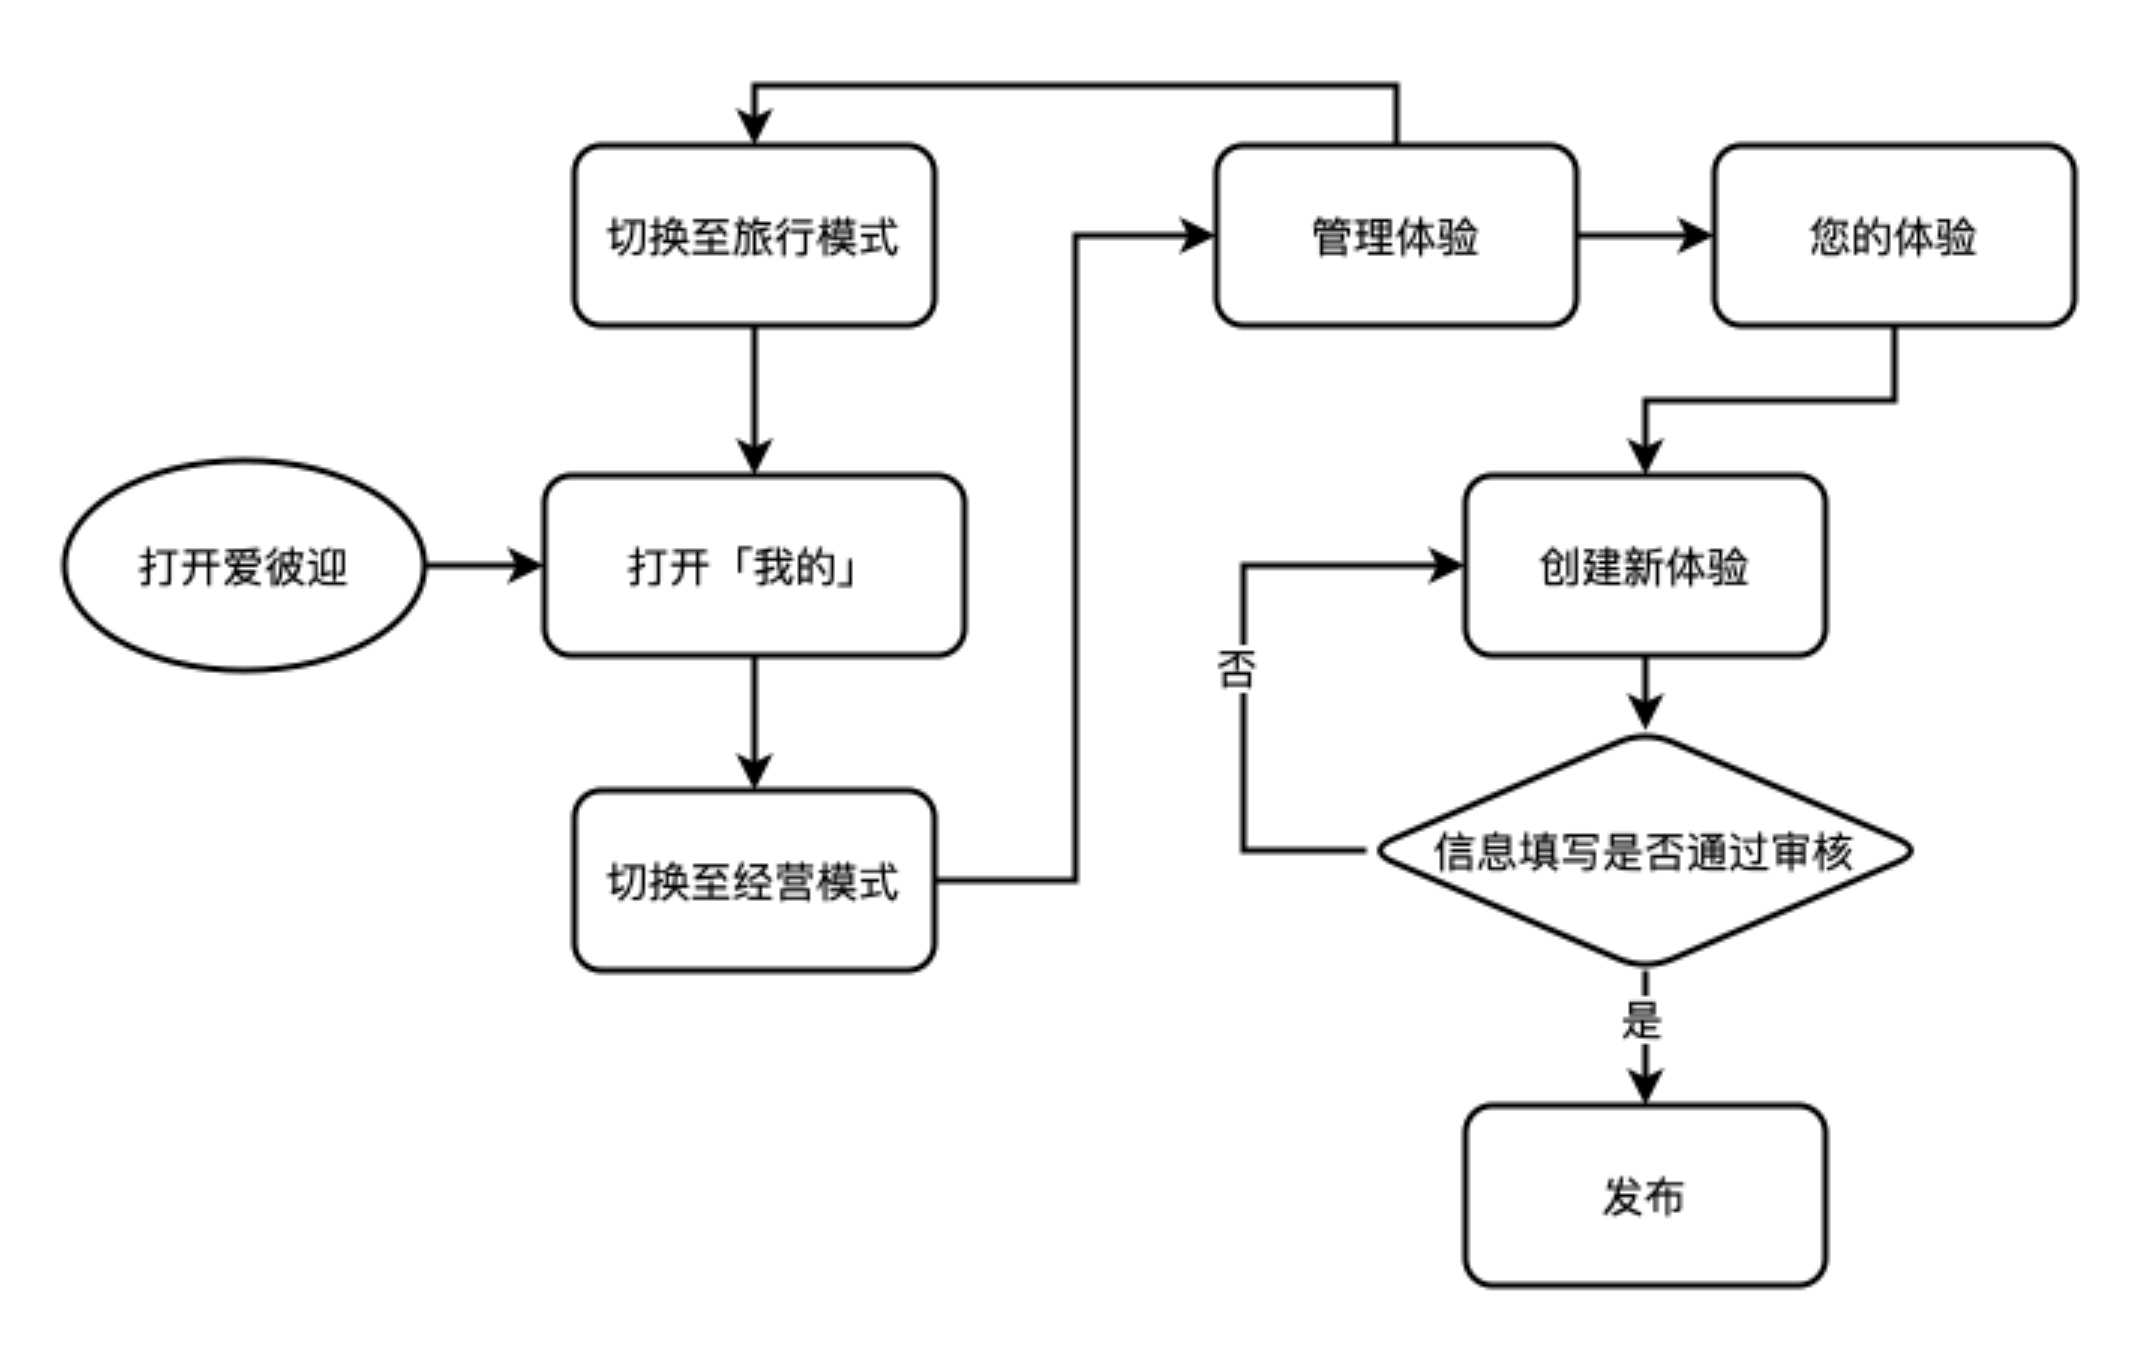 切换至旅行模式
管理体验
您的体验
打开爱彼迎
打开「我的」
创建新体验
否
信息填写是否通过审核
切换至经营模式
是
发布